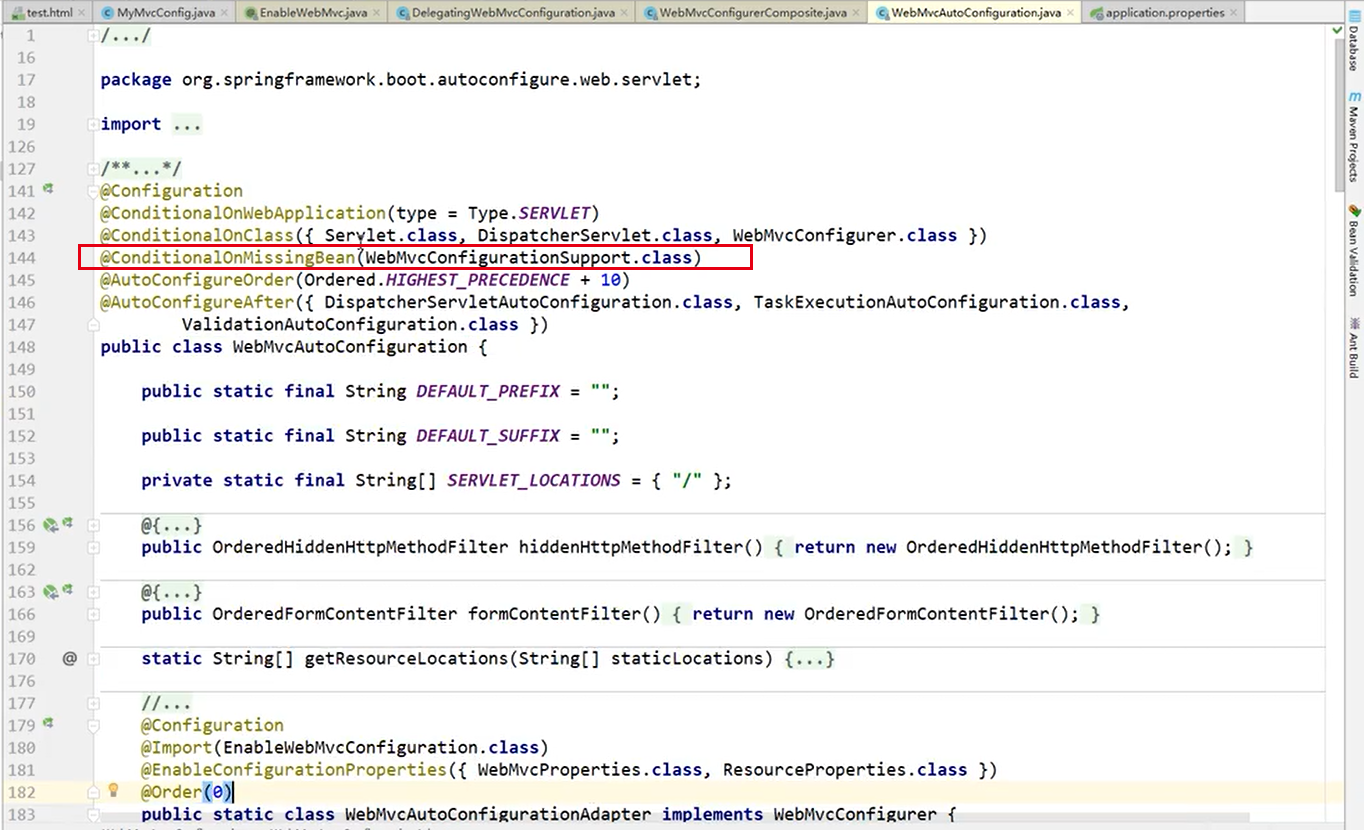 test.html MyMvcConfig.java EnableWebMvc.java DelegatingWebMvcConfiguration.java WebMvcConfigurerComposite.java WebMvcAutoConfiguration.java application.properties
1 /.../
16
17 package org.springframework.boot.autoconfigure.web.servlet;
18
19 import ...
126
127 /**...*/
141 @Configuration
142 @ConditionalOnWebApplication(type = Type.SERVLET)
143 @ConditionalOnClass({ Servlet.class, DispatcherServlet.class, WebMvcConfigurer.class })
144 @ConditionalOnMissingBean(WebMvcConfigurationSupport.class)
145 @AutoConfigureOrder(Ordered.HIGHEST_PRECEDENCE + 10)
146 @AutoConfigureAfter({ DispatcherServletAutoConfiguration.class, TaskExecutionAutoConfiguration.class,
147 ValidationAutoConfiguration.class })
148 public class WebMvcAutoConfiguration {
149
150 public static final String DEFAULT_PREFIX = "";
151
152 public static final String DEFAULT_SUFFIX = "";
153
154 private static final String[] SERVLET_LOCATIONS = { "/" };
155
156 @{...}
159 public OrderedHiddenHttpMethodFilter hiddenHttpMethodFilter() { return new OrderedHiddenHttpMethodFilter(); }
162
163 @{...}
166 public OrderedFormContentFilter formContentFilter() { return new OrderedFormContentFilter(); }
169
170 @ static String[] getResourceLocations(String[] staticLocations) {...}
176
177 //...
179 @Configuration
180 @Import(EnableWebMvcConfiguration.class)
181 @EnableConfigurationProperties({ WebMvcProperties.class, ResourceProperties.class })
182 @Order(0)
183 public static class WebMvcAutoConfigurationAdapter implements WebMvcConfigurer {
Database
Maven Projects
Bean Validation
Ant Build